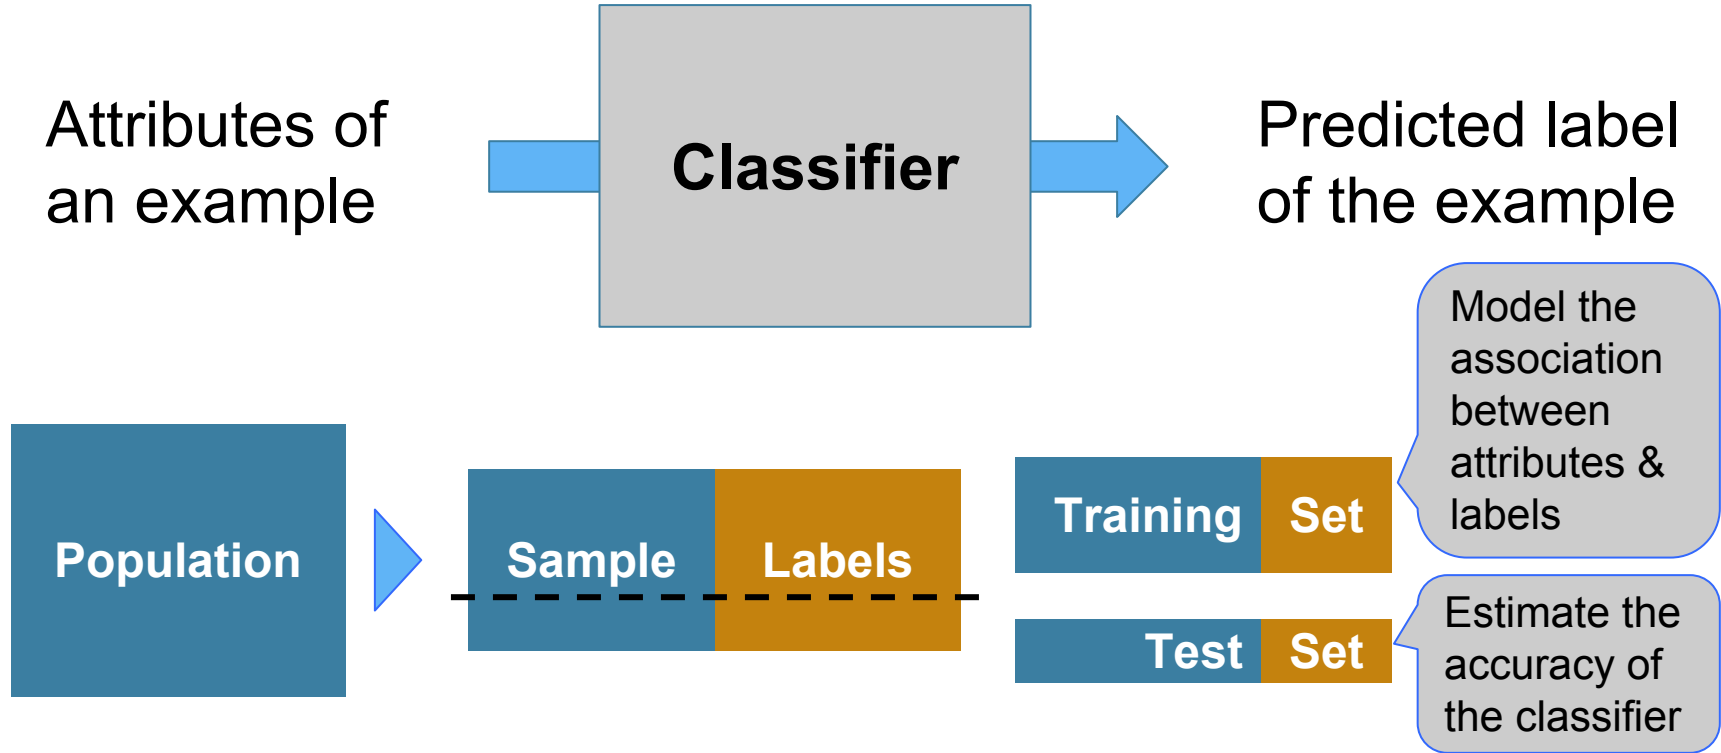 Attributes of
an example
Classifier
Predicted label
of the example
Population
Sample Labels
Training Set
Test Set
Model the
association
between
attributes &
labels
Estimate the
accuracy of
the classifier